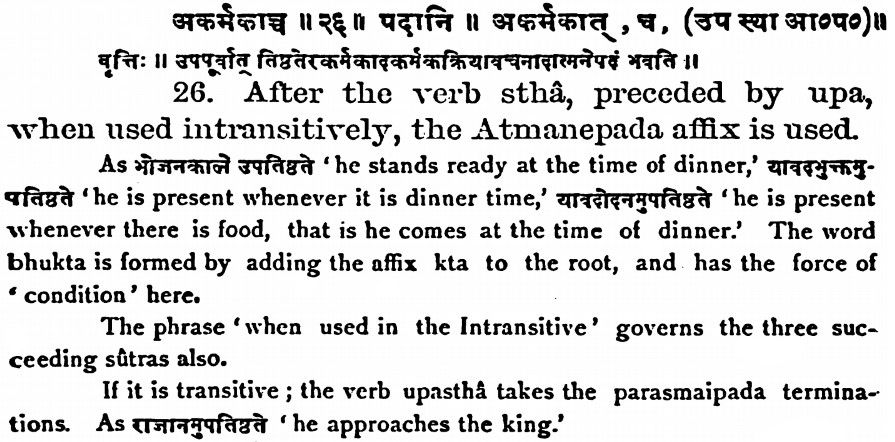 अकर्मकाच्च ॥ २६ ॥ पदानि ॥ अकर्मकात् , च , (उप स्था आ०प०)॥
वृत्तिः ॥ उपपूर्वात् तिष्ठतेरकर्मकादकर्मकक्रियावचनादात्मनेपदं भवति ॥
26. After the verb sthâ, preceded by upa,
when used intransitively, the Atmanepada affix is used.
As भोजनकाले उपतिष्ठते ‘he stands ready at the time of dinner,’ यावद्भुक्तमु-
पतिष्ठते ‘he is present whenever it is dinner time,’ यावदोदनमुपतिष्ठते ‘he is present
whenever there is food, that is he comes at the time of dinner.’ The word
bhukta is formed by adding the affix kta to the root, and has the force of
‘condition’ here.
The phrase ‘when used in the Intransitive’ governs the three suc-
ceeding sûtras also.
If it is transitive ; the verb upasthâ takes the parasmaipada termina-
tions. As राजानमुपतिष्ठते ‘he approaches the king.’